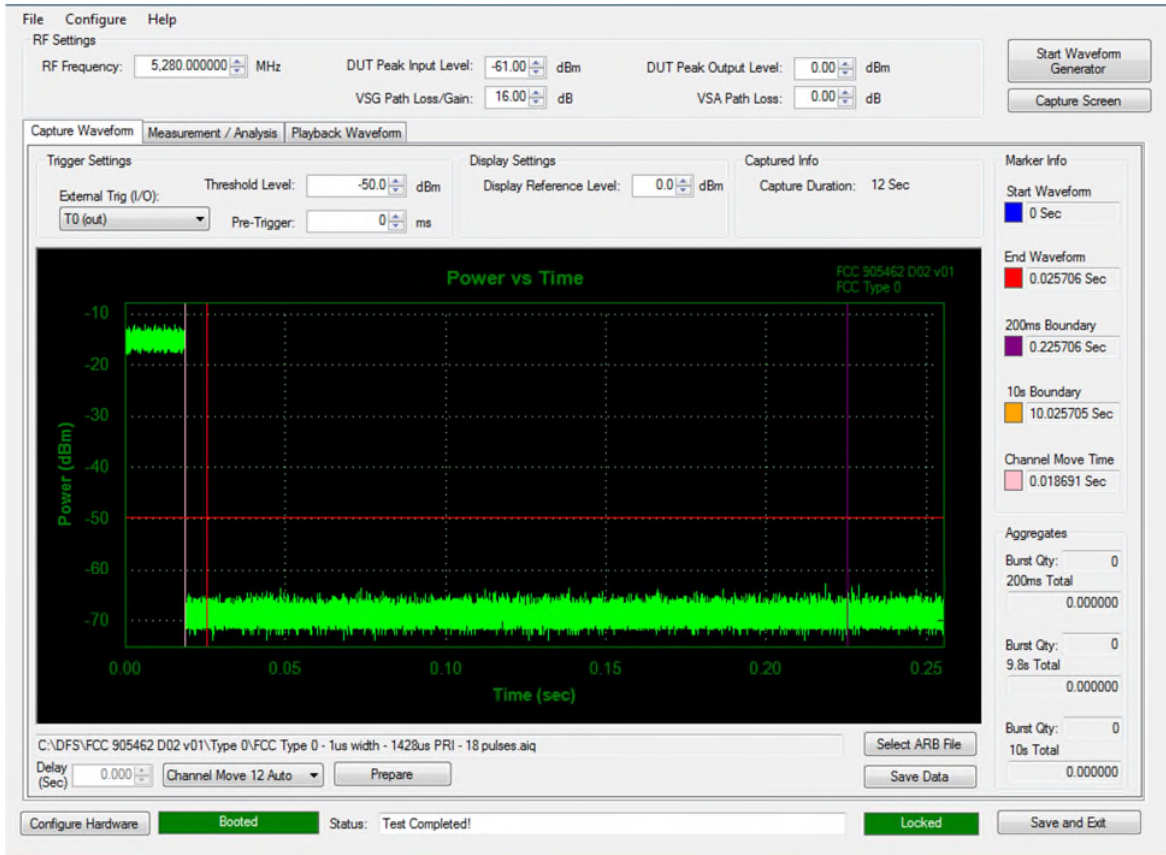 File Configure Help
RF Settings
RF Frequency: 5,280.000000 MHz DUT Peak Input Level: -61.00 dBm DUT Peak Output Level: 0.00 dBm
VSG Path Loss/Gain: 16.00 dB VSA Path Loss: 0.00 dB
Start Waveform
Generator
Capture Screen
Capture Waveform Measurement / Analysis Playback Waveform
Trigger Settings
External Trig (I/O):
T0 (out)
Threshold Level: -50.0 dBm
Pre-Trigger: 0 ms
Display Settings
Display Reference Level: 0.0 dBm
Captured Info
Capture Duration: 12 Sec
Power vs Time
FCC 905462 D02 v01
FCC Type 0
Power (dBm)
-10
-20
-30
-40
-50
-60
-70
0.00 0.05 0.10 0.15 0.20 0.25
Time (sec)
Marker Info
Start Waveform
0 Sec
End Waveform
0.025706 Sec
200ms Boundary
0.225706 Sec
10s Boundary
10.025705 Sec
Channel Move Time
0.018691 Sec
Aggregates
Burst Qty: 0
200ms Total
0.000000
Burst Qty: 0
9.8s Total
0.000000
Burst Qty: 0
10s Total
0.000000
C:\DFS\FCC 905462 D02 v01\Type 0\FCC Type 0 - 1us width - 1428us PRI - 18 pulses.aiq
Select ARB File
Delay
(Sec)
0.000 Channel Move 12 Auto Prepare
Save Data
Configure Hardware Booted Status: Test Completed! Locked Save and Exit